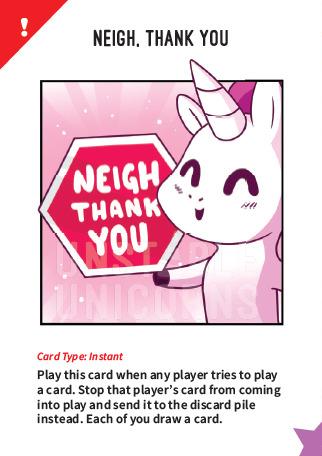 !
NEIGH, THANK YOU
NEIGH
THANK
YOU
UNSTABLE
UNICORNS
Card Type: Instant
Play this card when any player tries to play
a card. Stop that player's card from coming
into play and send it to the discard pile
instead. Each of you draw a card.